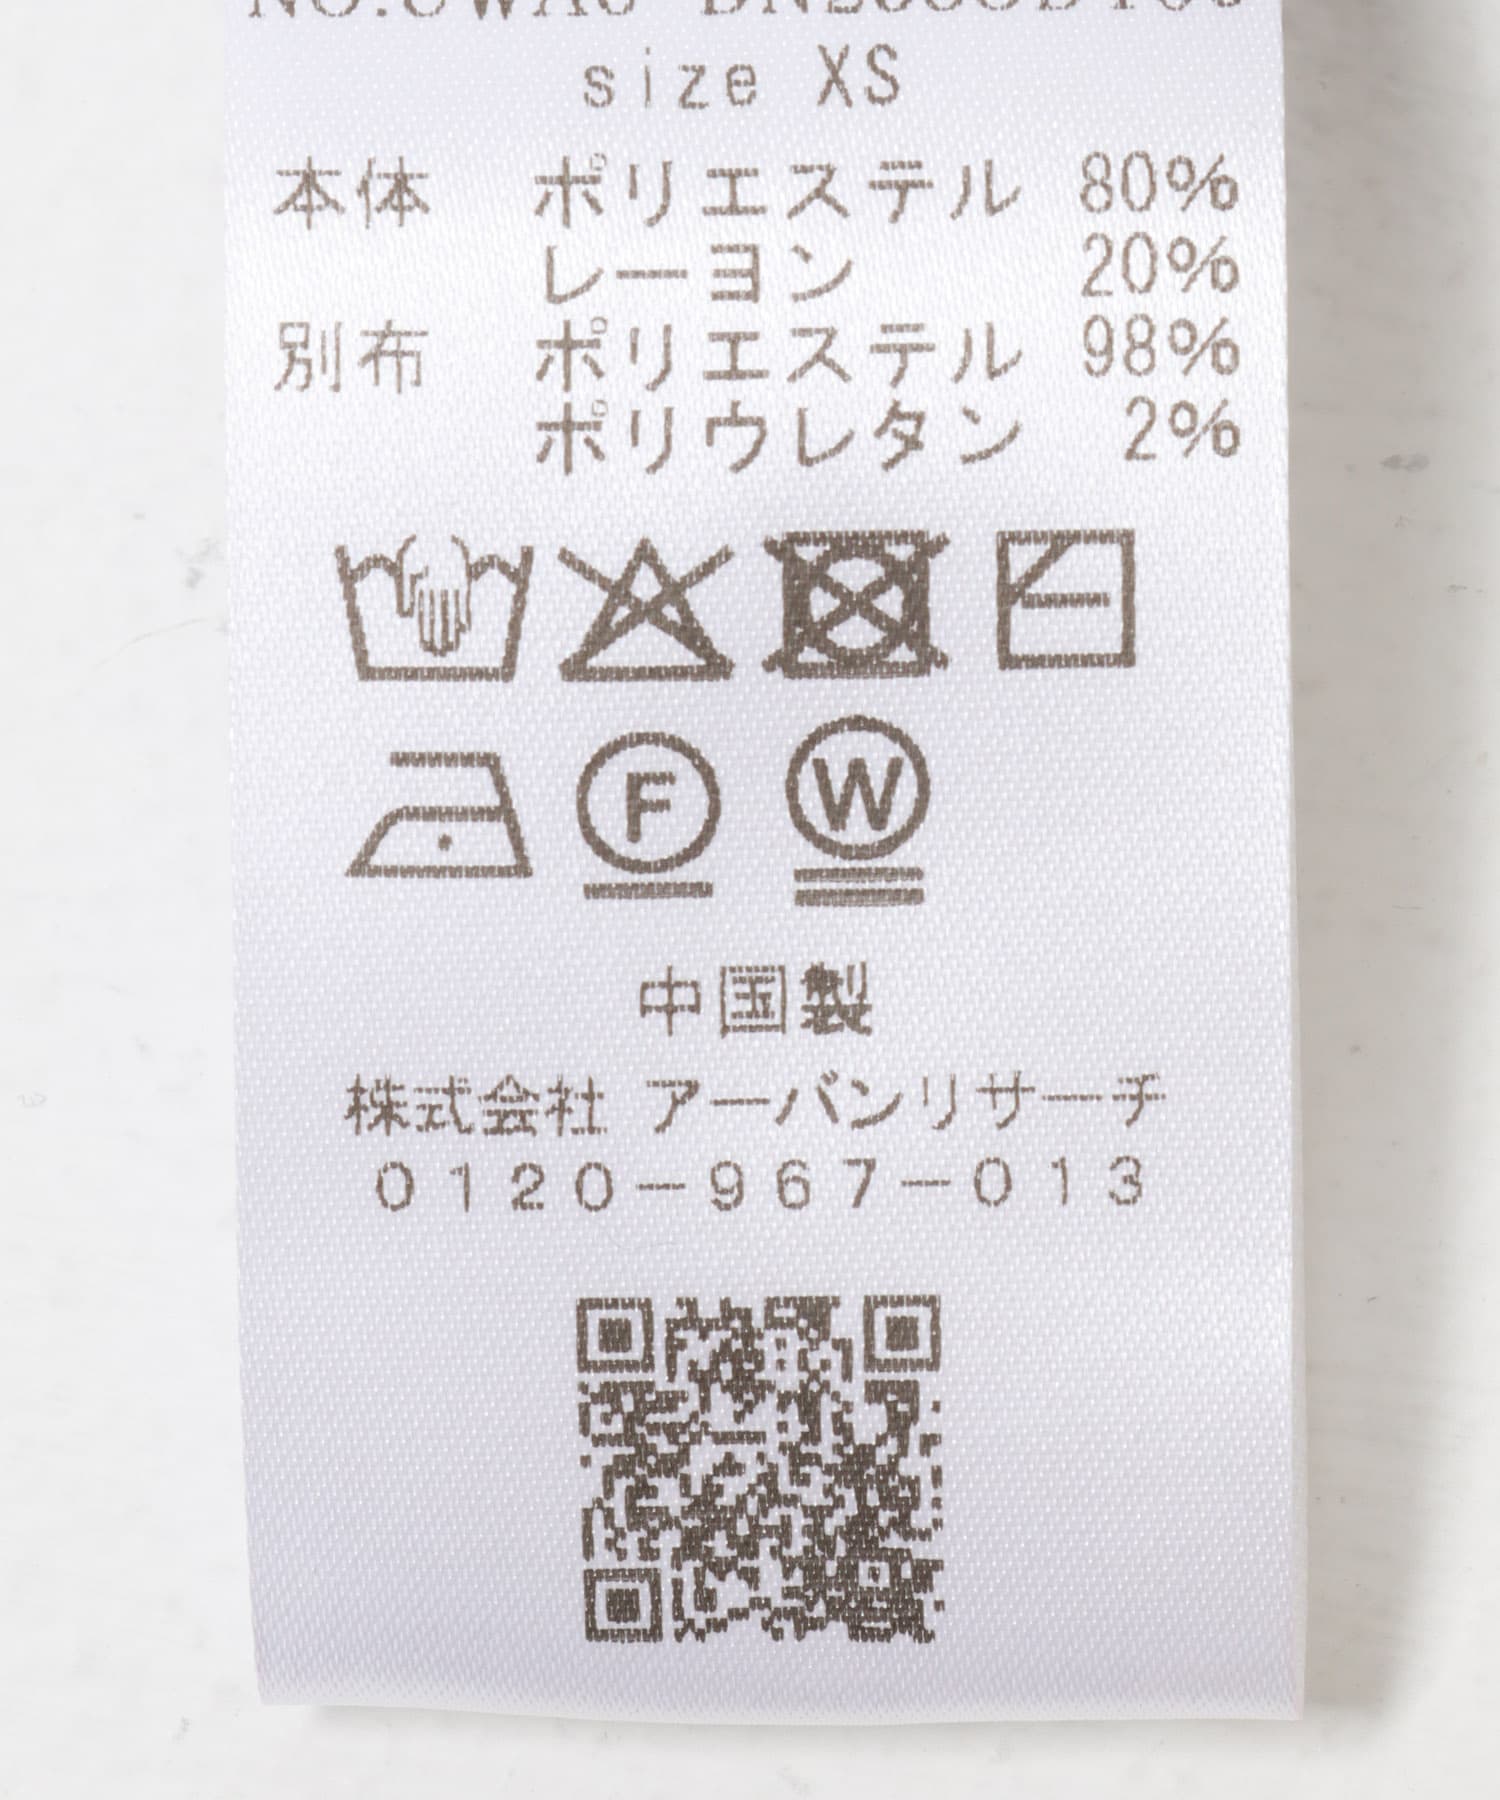 size XS
本体 ポリエステル 80%
レーヨン 20%
別布 ポリエステル 98%
ポリウレタン 2%
F W
中国製
株式会社 アーバンリサーチ
0120-967-013